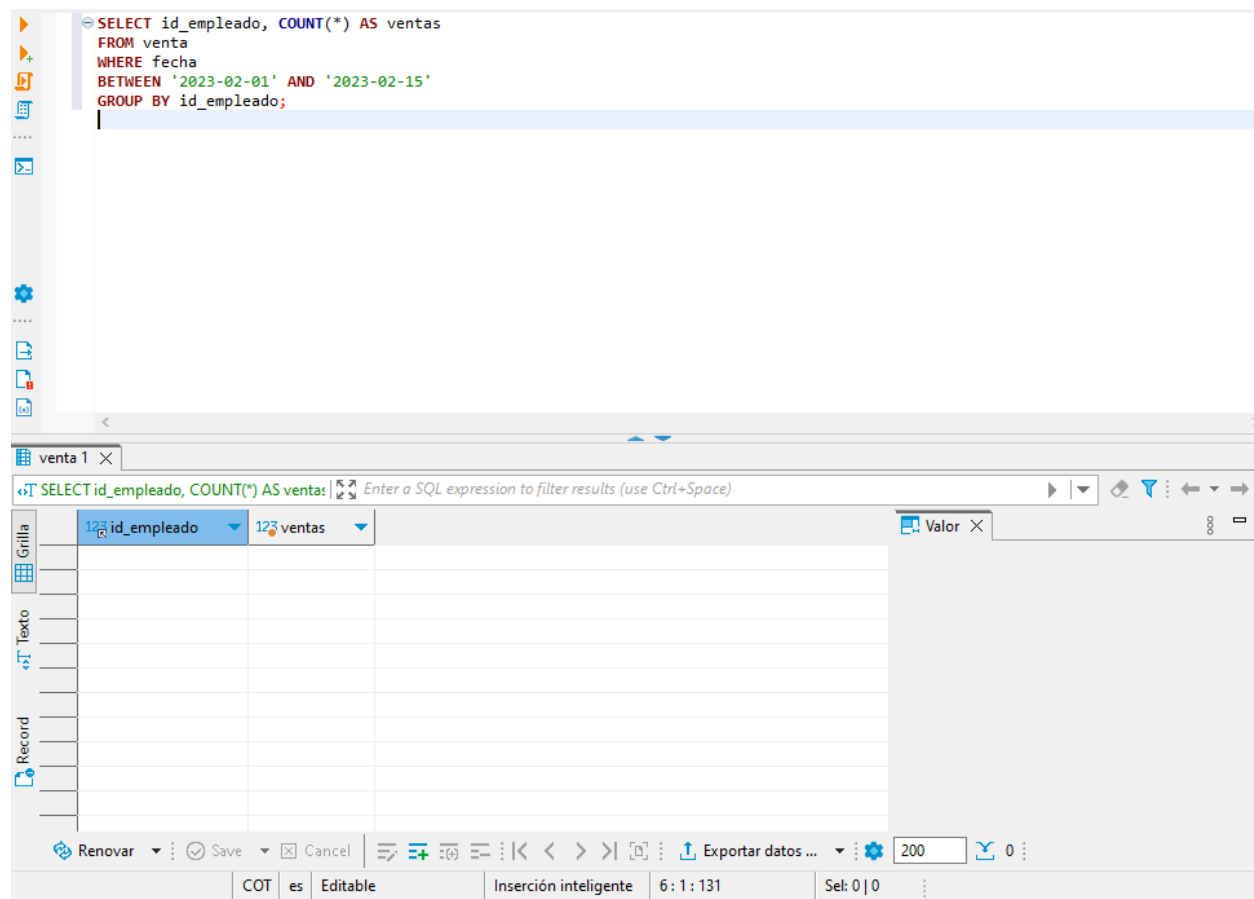 SELECT id_empleado, COUNT(*) AS ventas
FROM venta
WHERE fecha
BETWEEN '2023-02-01' AND '2023-02-15'
GROUP BY id_empleado;
venta 1
SELECT id_empleado, COUNT(*) AS ventas
Enter a SQL expression to filter results (use Ctrl+Space)
Grilla
Texto
Record
123 id_empleado
123 ventas
Valor
Renovar
Save
Cancel
Exportar datos ...
200
0
COT
es
Editable
Inserción inteligente
6 : 1 : 131
Sel: 0 | 0